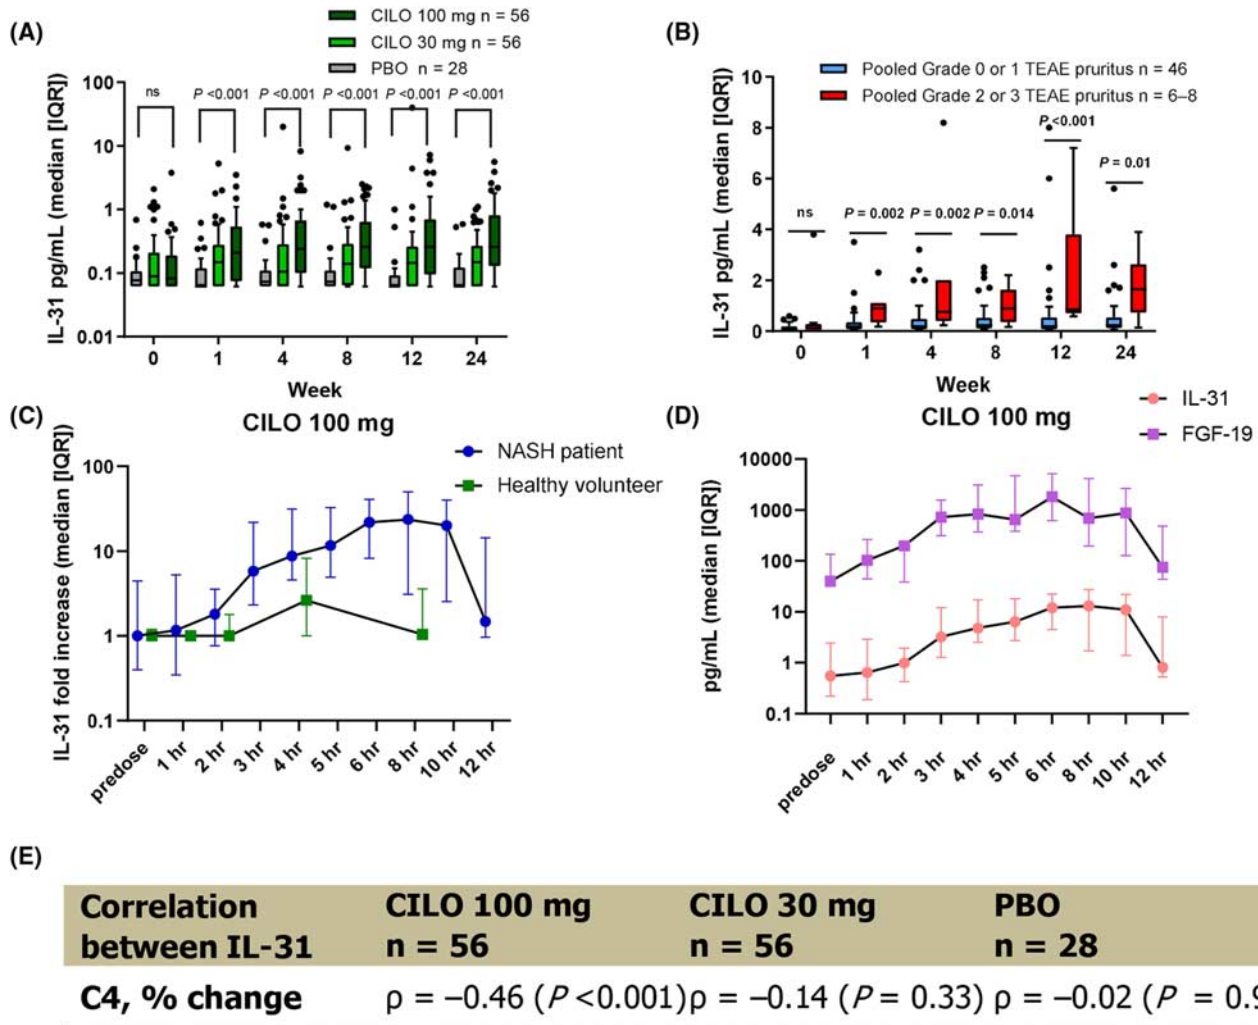 (A)
CILO 100 mg n = 56
CILO 30 mg n = 56
PBO n = 28
IL-31 pg/mL (median [IQR])
100
10
1
0.1
0.01
ns
P <0.001
P <0.001
P <0.001
P <0.001
P <0.001
0 1 4 8 12 24
Week
(B)
Pooled Grade 0 or 1 TEAE pruritus n = 46
Pooled Grade 2 or 3 TEAE pruritus n = 6–8
IL-31 pg/mL (median [IQR])
10
8
6
4
2
0
ns
P = 0.002
P = 0.002
P = 0.014
P <0.001
P = 0.01
0 1 4 8 12 24
Week
(C)
CILO 100 mg
NASH patient
Healthy volunteer
IL-31 fold increase (median [IQR])
100
10
1
0.1
predose 1 hr 2 hr 3 hr 4 hr 5 hr 6 hr 8 hr 10 hr 12 hr
(D)
CILO 100 mg
IL-31
FGF-19
pg/mL (median [IQR])
10000
1000
100
10
1
0.1
predose 1 hr 2 hr 3 hr 4 hr 5 hr 6 hr 8 hr 10 hr 12 hr
(E)
Correlation CILO 100 mg CILO 30 mg PBO
between IL-31 n = 56 n = 56 n = 28
C4, % change ρ = –0.46 (P <0.001) ρ = –0.14 (P = 0.33) ρ = –0.02 (P = 0.9